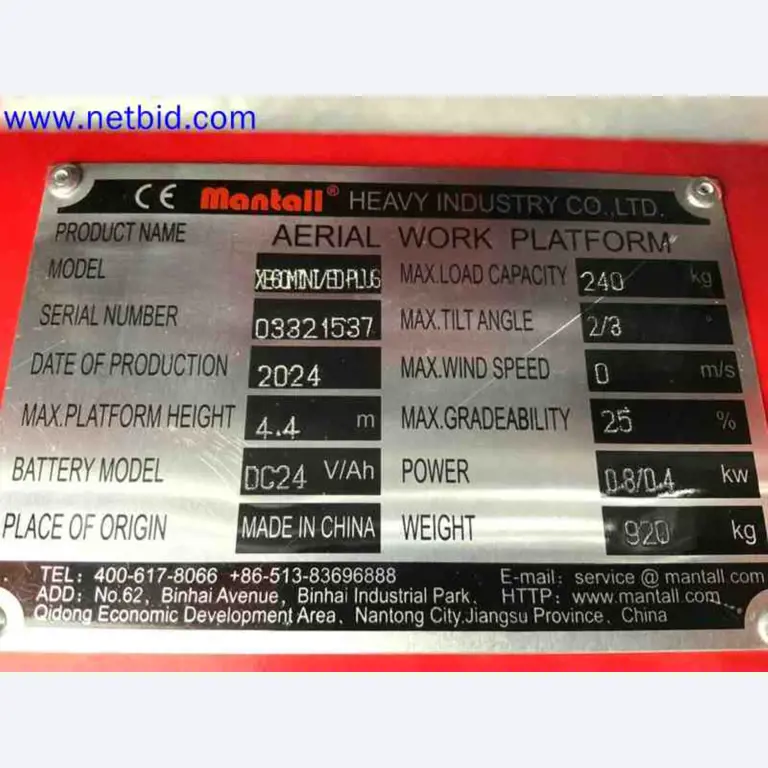 www.netbid.com
CE Mantall® HEAVY INDUSTRY CO.,LTD.
PRODUCT NAME AERIAL WORK PLATFORM
MODEL MAX.LOAD CAPACITY 240 kg
SERIAL NUMBER 03321537 MAX.TILT ANGLE 2/3 °
DATE OF PRODUCTION 2024 MAX.WIND SPEED 0 m/s
MAX.PLATFORM HEIGHT 4.4 m MAX.GRADEABILITY 25 %
BATTERY MODEL DC24 V/Ah POWER 0.8/0.4 kw
PLACE OF ORIGIN MADE IN CHINA WEIGHT 920 kg
TEL: 400-617-8066 +86-513-83696888 E-mail: service @ mantall.com
ADD: No.62, Binhai Avenue, Binhai Industrial Park, HTTP: www.mantall.com
Qidong Economic Development Area, Nantong City,Jiangsu Province, China